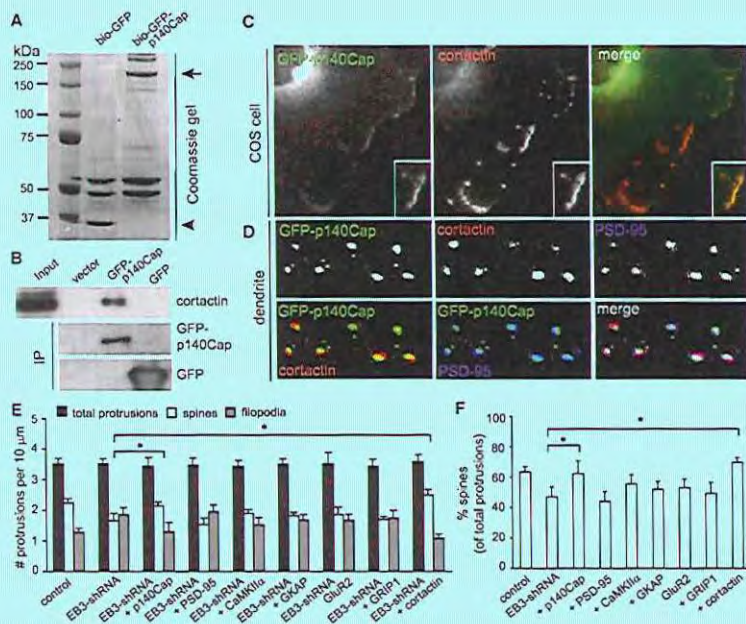 A
bio-GFP
bio-GFP-
p140Cap
kDa
250
150
100
75
50
37
Coomassie gel
B
Input
vector
GFP-
p140Cap
GFP
cortactin
GFP-
p140Cap
GFP
IP
C
GFP-p140Cap
cortactin
merge
COS cell
D
GFP-p140Cap
cortactin
PSD-95
GFP-p140Cap
cortactin
GFP-p140Cap
PSD-95
merge
dendrite
E
total protrusions
spines
filopodia
# protrusions per 10 µm
5
4
3
2
1
*
*
control
EB3-shRNA
EB3-shRNA
+ p140Cap
EB3-shRNA
+ PSD-95
EB3-shRNA
+ CaMKIIα
EB3-shRNA
+ GKAP
EB3-shRNA
GluR2
EB3-shRNA
+ GRIP1
EB3-shRNA
+ cortactin
F
% spines
(of total protrusions)
100
80
60
40
20
0
*
*
control
EB3-shRNA
+ p140Cap
+ PSD-95
+ CaMKIIα
+ GKAP
GluR2
+ GRIP1
+ cortactin